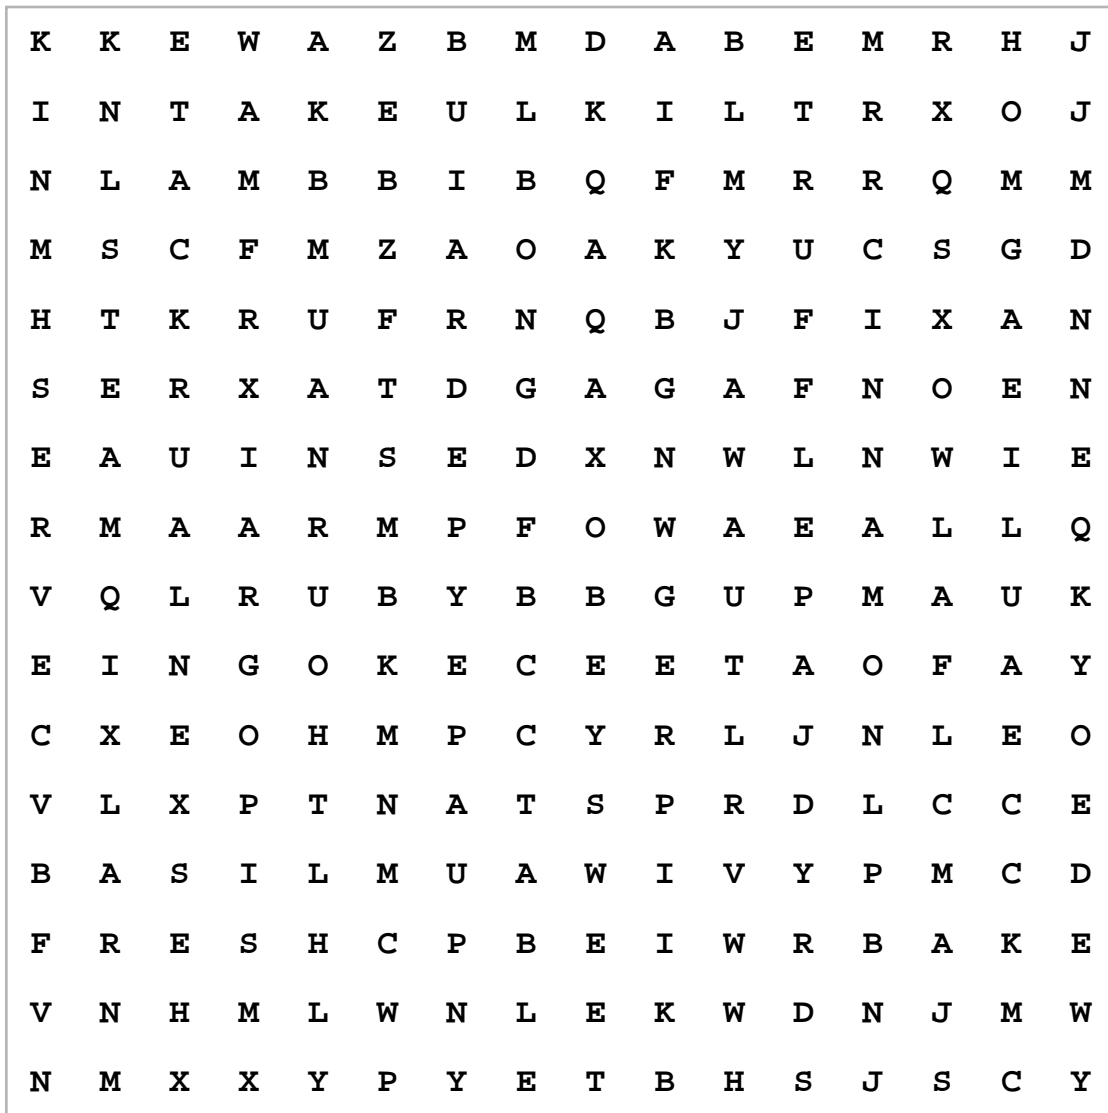 K K E W A Z B M D A B E M R H J
I N T A K E U L K I L T R X O J
N L A M B B I B Q F M R R Q M M
M S C F M Z A O A K Y U C S G D
H T K R U F R N Q B J F I X A N
S E R X A T D G A G A F N O E N
E A U I N S E D X N W L N W I E
R M A A R M P F O W A E A L L Q
V Q L R U B Y B B G U P M A U K
E I N G O K E C E E T A O F A Y
C X E O H M P C Y R L J N L E O
V L X P T N A T S P R D L C C E
B A S I L M U A W I V Y P M C D
F R E S H C P B E I W R B A K E
V N H M L W N L E K W D N J M W
N M X X Y P Y E T B H S J S C Y